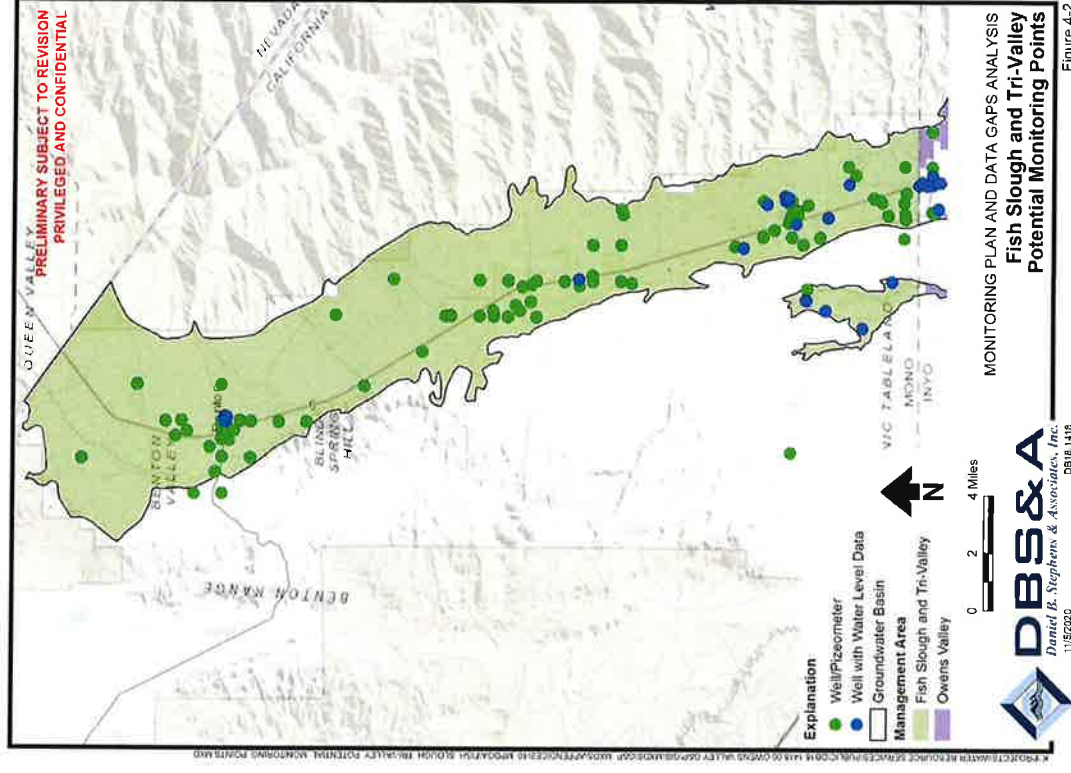 PRELIMINARY SUBJECT TO REVISION
PRIVILEGED AND CONFIDENTIAL
QUEEN VALLEY
NEVADA
CALIFORNIA
BENTON
VALLEY
Benton
BLIND
SPRING
HILL
BENTON RANGE
VIC TABLELAND
MONO
INYO
N
0 2 4 Miles
Explanation
Well/Pizeometer
Well with Water Level Data
Groundwater Basin
Management Area
Fish Slough and Tri-Valley
Owens Valley
MONITORING PLAN AND DATA GAPS ANALYSIS
Fish Slough and Tri-Valley
Potential Monitoring Points
DBS&A
Daniel B. Stephens & Associates, Inc.
11/5/2020
DB18.1418
Figure 4-2